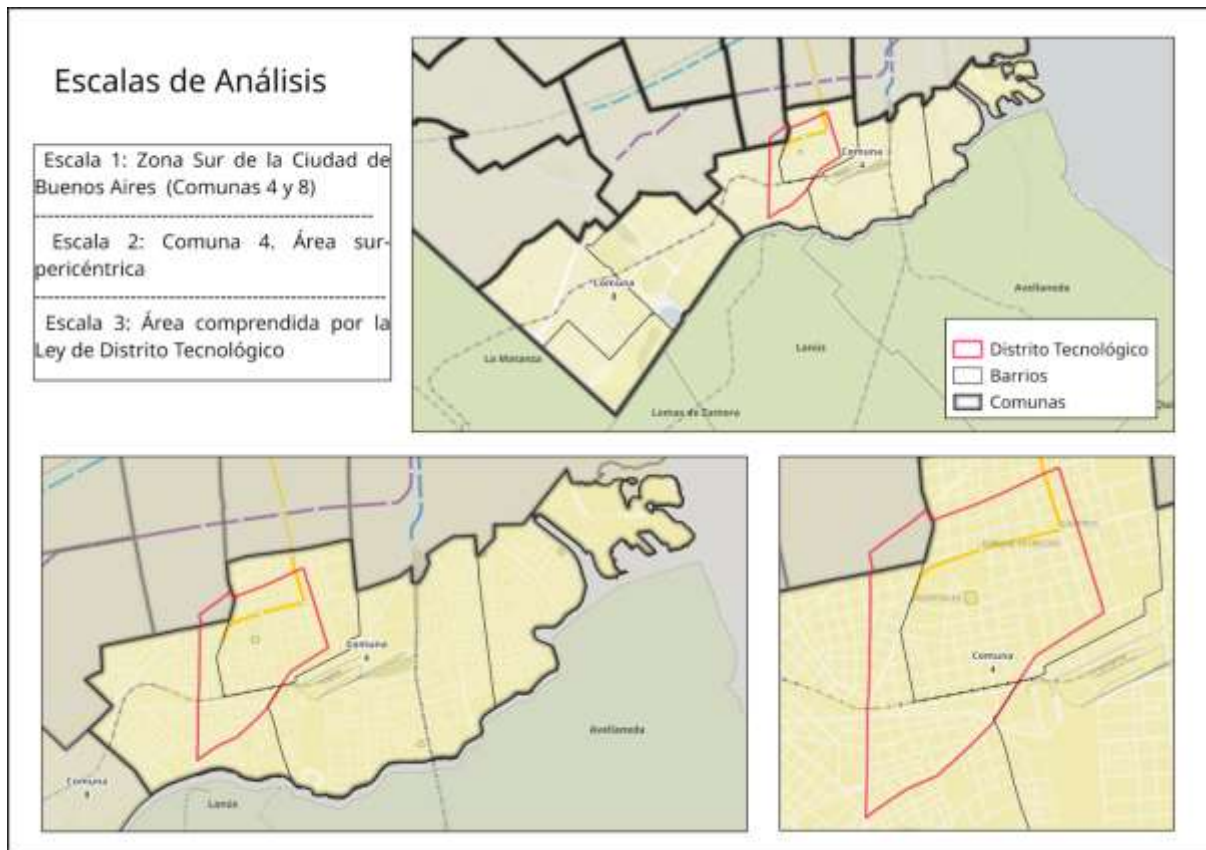 Escalas de Análisis
Escala 1: Zona Sur de la Ciudad de
Buenos Aires (Comunas 4 y 8)
Escala 2: Comuna 4. Área sur-
pericéntrica
Escala 3: Área comprendida por la
Ley de Distrito Tecnológico
Comuna
4
Comuna
8
Avellaneda
Lanús
La Matanza
Lomas de Zamora
Distrito Tecnológico
Barrios
Comunas
Comuna
Avellaneda
Comuna
8
Lanús
Comuna
4